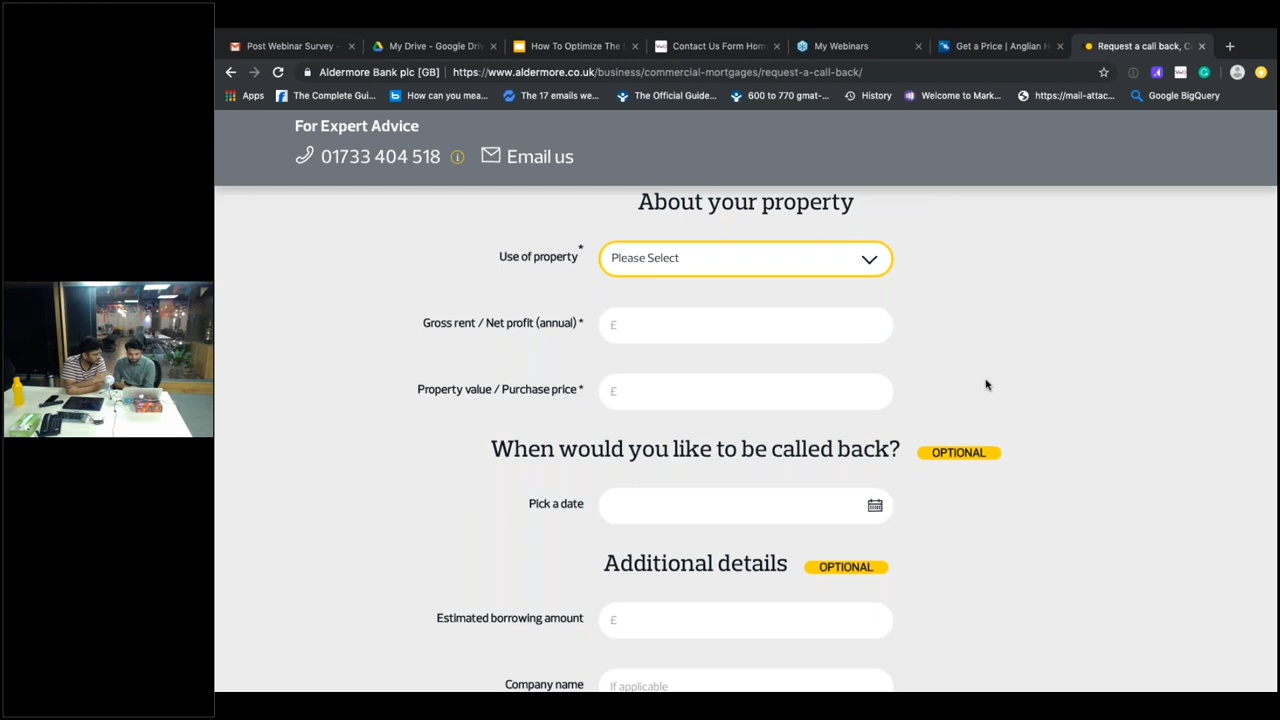 Post Webinar Survey -
My Drive - Google Dri
How To Optimize The
Contact Us Form Hom
My Webinars
Get a Price | Anglian H
Request a call back, C
Aldermore Bank plc [GB]
https://www.aldermore.co.uk/business/commercial-mortgages/request-a-call-back/
Apps
The Complete Gui...
How can you mea...
The 17 emails we...
The Official Guide...
600 to 770 gmat-...
History
Welcome to Mark...
https://mail-attac...
Google BigQuery
For Expert Advice
01733 404 518
Email us
About your property
Use of property*
Please Select
Gross rent / Net profit (annual) *
£
Property value / Purchase price *
£
When would you like to be called back?
OPTIONAL
Pick a date
Additional details
OPTIONAL
Estimated borrowing amount
£
Company name
If applicable